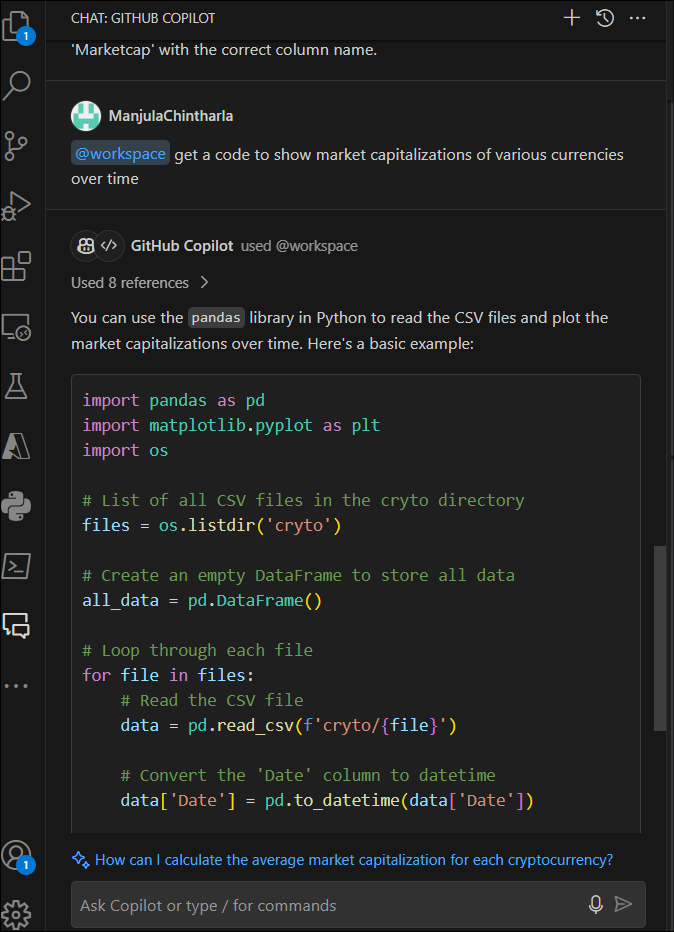 CHAT: GITHUB COPILOT
1
'Marketcap' with the correct column name.
ManjulaChintharla
@workspace get a code to show market capitalizations of various currencies
over time
GitHub Copilot used @workspace
Used 8 references
You can use the pandas library in Python to read the CSV files and plot the
market capitalizations over time. Here's a basic example:
import pandas as pd
import matplotlib.pyplot as plt
import os
# List of all CSV files in the cryto directory
files = os.listdir('cryto')
# Create an empty DataFrame to store all data
all_data = pd.DataFrame()
# Loop through each file
for file in files:
    # Read the CSV file
    data = pd.read_csv(f'cryto/{file}')
    # Convert the 'Date' column to datetime
    data['Date'] = pd.to_datetime(data['Date'])
How can I calculate the average market capitalization for each cryptocurrency?
1
Ask Copilot or type / for commands